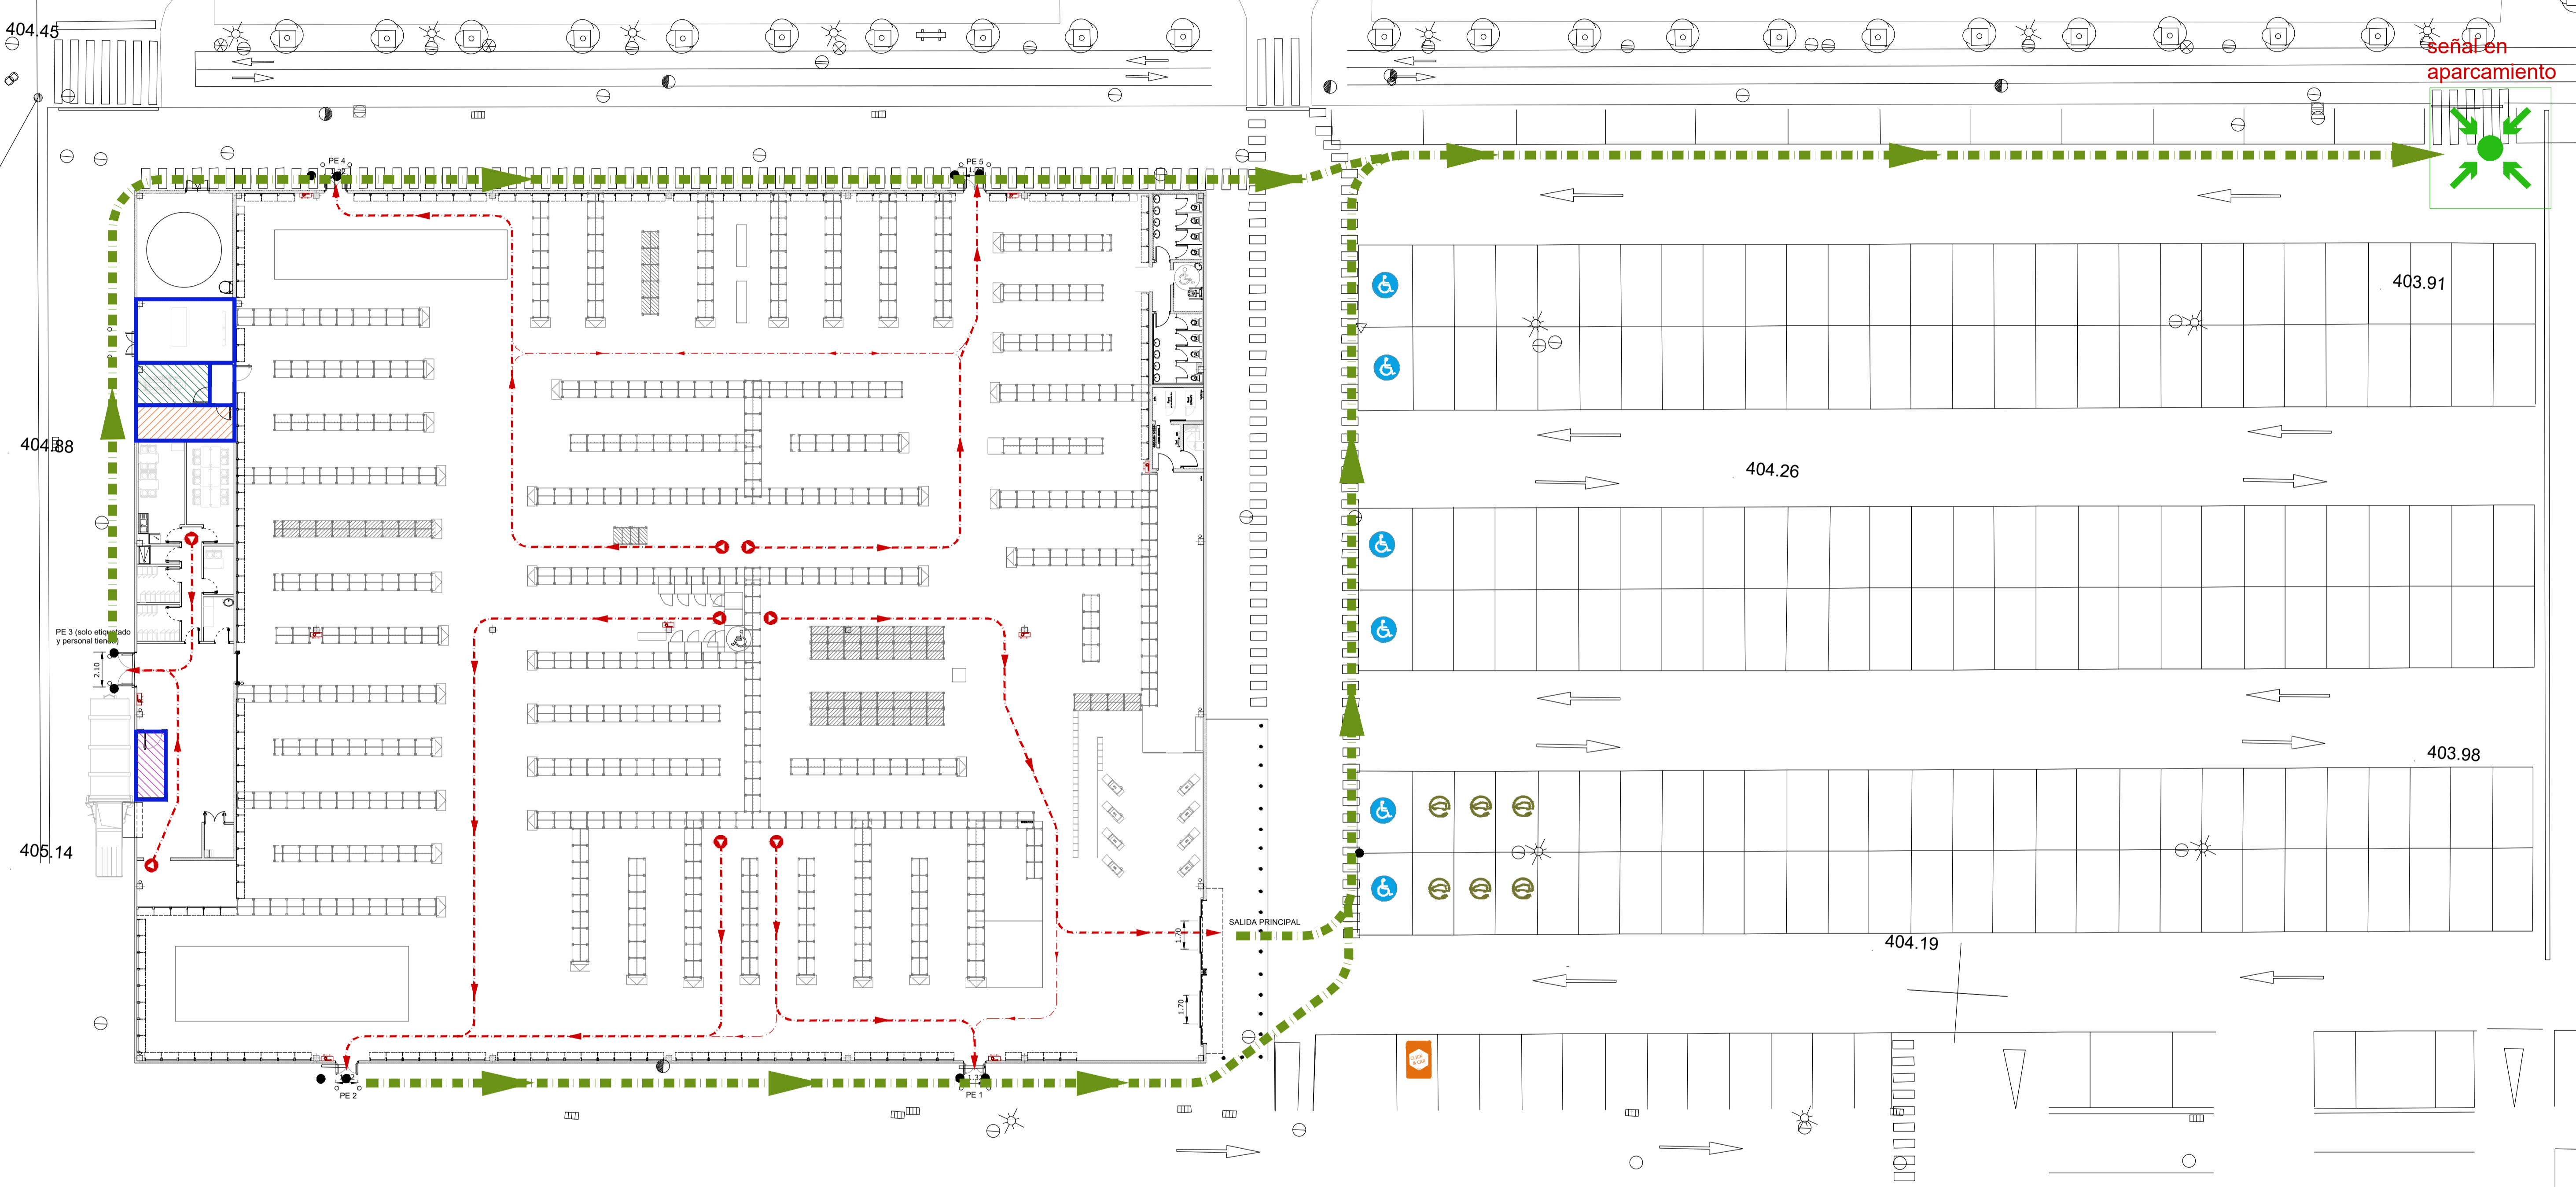 404.45
señal en
aparcamiento
PE 4
PE 5
403.91
404.88
404.26
PE 3 (solo etiquetado
y personal tienda)
2.10
403.98
405.14
SALIDA PRINCIPAL
1.70
404.19
1.70
CLICK
& CAR
PE 2
PE 1